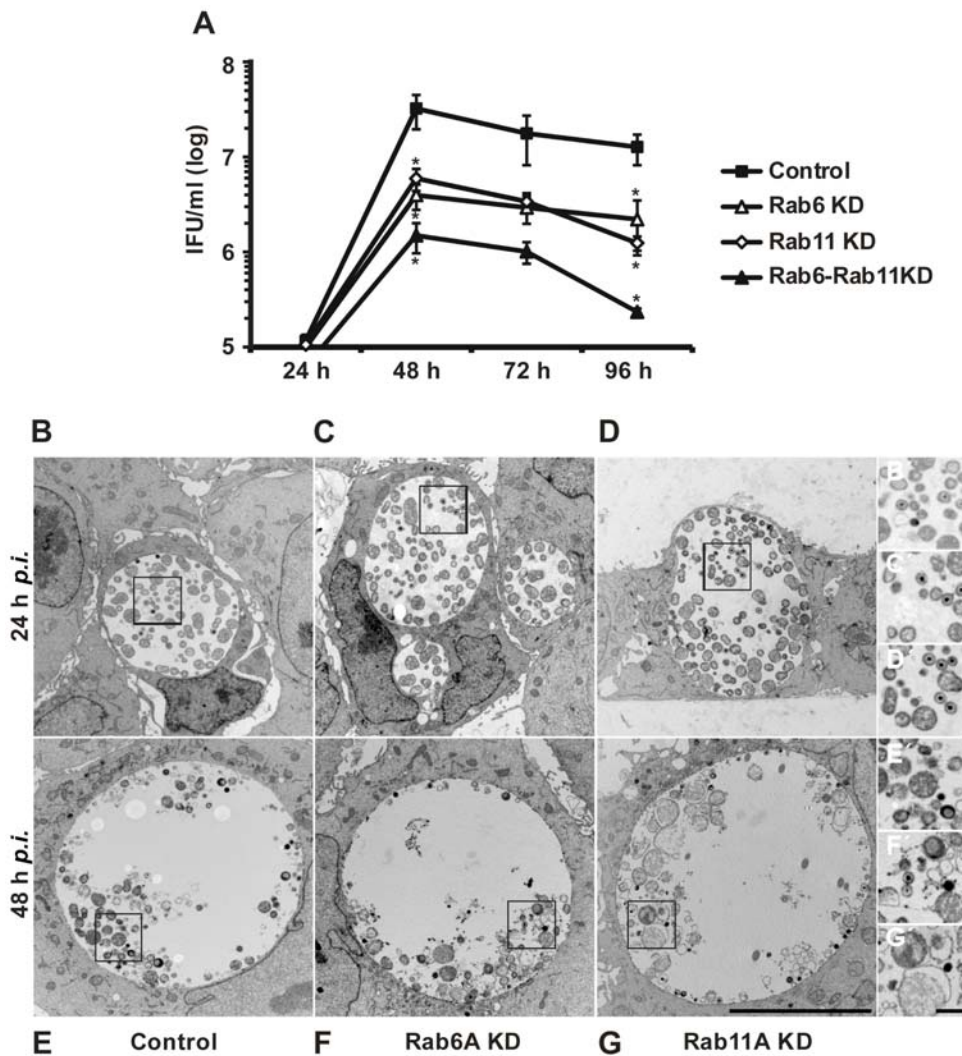 A
8
7
6
5
IFU/ml (log)
24 h
48 h
72 h
96 h
* * * * * *
Control
Rab6 KD
Rab11 KD
Rab6-Rab11KD
B
C
D
24 h p.i.
48 h p.i.
B'
C'
D'
E'
F'
G'
E
Control
F
Rab6A KD
G
Rab11A KD